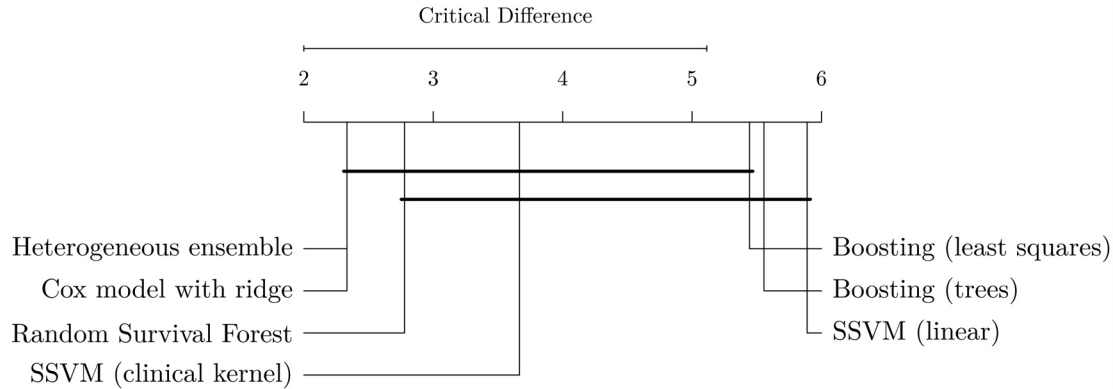 Critical Difference
2 3 4 5 6
Heterogeneous ensemble Boosting (least squares)
Cox model with ridge Boosting (trees)
Random Survival Forest SSVM (linear)
SSVM (clinical kernel)